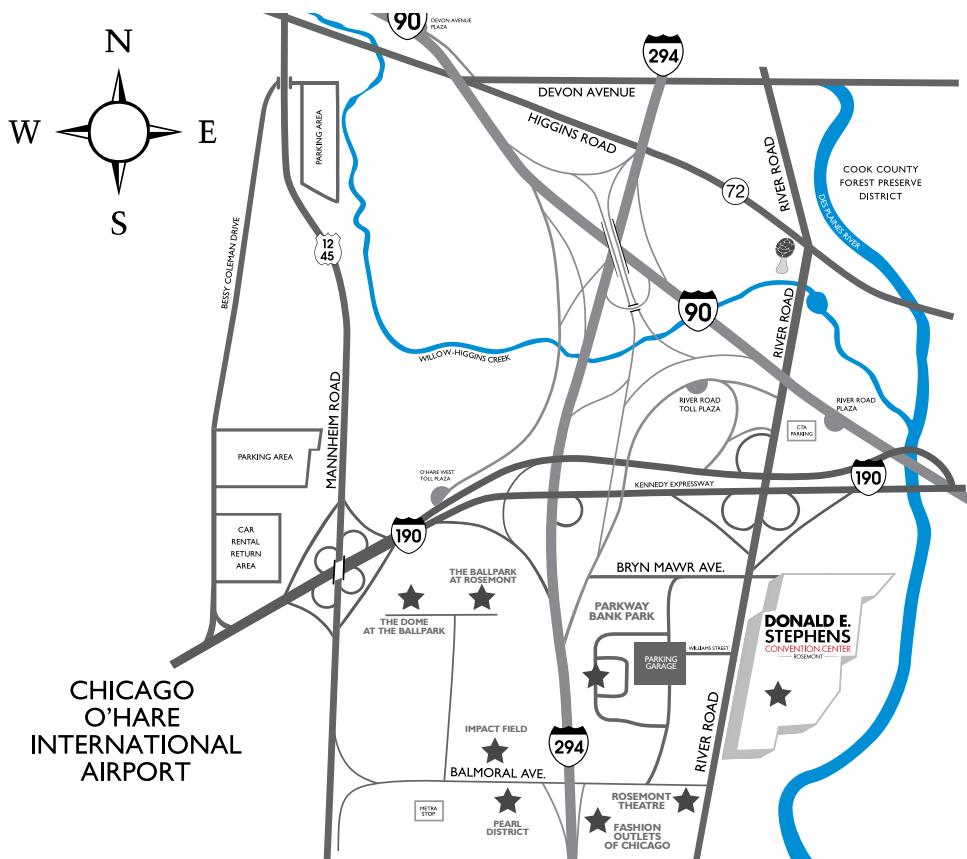 90
DEVON AVENUE
PLAZA
294
N
W
E
S
DEVON AVENUE
HIGGINS ROAD
PARKING AREA
RIVER ROAD
COOK COUNTY
FOREST PRESERVE
DISTRICT
72
DES PLAINES RIVER
BESSY COLEMAN DRIVE
12
45
90
RIVER ROAD
WILLOW-HIGGINS CREEK
MANNHEIM ROAD
RIVER ROAD
TOLL PLAZA
RIVER ROAD
PLAZA
CTA
PARKING
PARKING AREA
O'HARE WEST
TOLL PLAZA
190
KENNEDY EXPRESSWAY
CAR
RENTAL
RETURN
AREA
190
BRYN MAWR AVE.
THE BALLPARK
AT ROSEMONT
THE DOME
AT THE BALLPARK
PARKWAY
BANK PARK
DONALD E.
STEPHENS
CONVENTION CENTER
ROSEMONT
WILLIAMS STREET
PARKING
GARAGE
CHICAGO
O'HARE
INTERNATIONAL
AIRPORT
RIVER ROAD
IMPACT FIELD
294
BALMORAL AVE.
METRA
STOP
PEARL
DISTRICT
ROSEMONT
THEATRE
FASHION
OUTLETS
OF CHICAGO